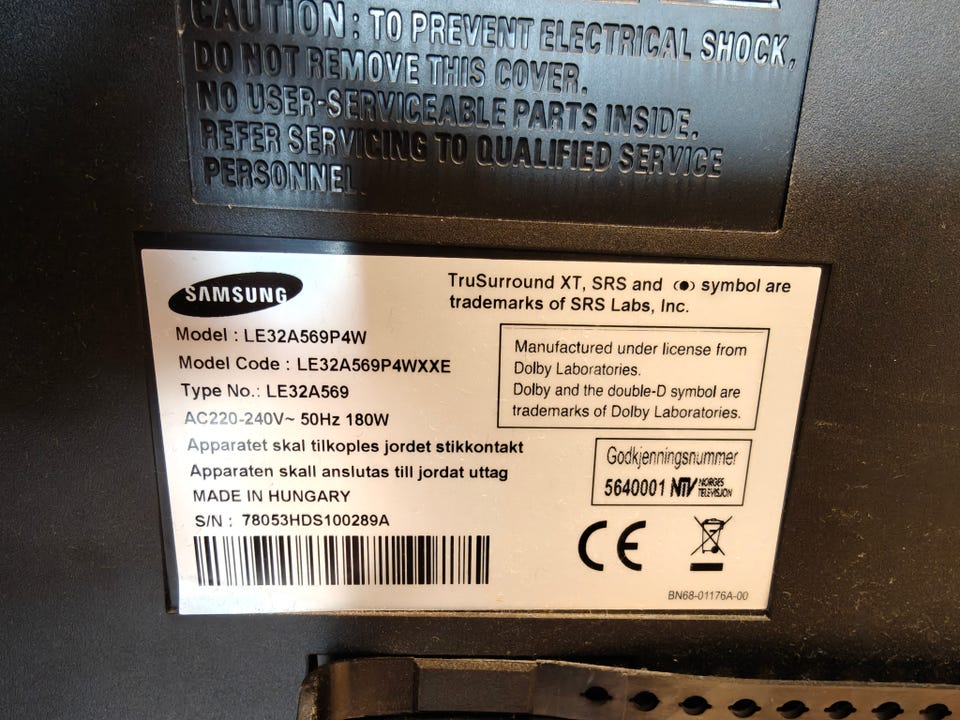 CAUTION : TO PREVENT ELECTRICAL SHOCK,
DO NOT REMOVE THIS COVER.
NO USER-SERVICEABLE PARTS INSIDE.
REFER SERVICING TO QUALIFIED SERVICE
PERSONNEL
SAMSUNG
Model : LE32A569P4W
Model Code : LE32A569P4WXXE
Type No.: LE32A569
AC220-240V~ 50Hz 180W
Apparatet skal tilkoples jordet stikkontakt
Apparaten skall anslutas till jordat uttag
MADE IN HUNGARY
S/N : 78053HDS100289A
TruSurround XT, SRS and (●) symbol are
trademarks of SRS Labs, Inc.
Manufactured under license from
Dolby Laboratories.
Dolby and the double-D symbol are
trademarks of Dolby Laboratories.
Godkjenningsnummer
5640001 NTV NORGES
TELEVISJON
CE
BN68-01176A-00